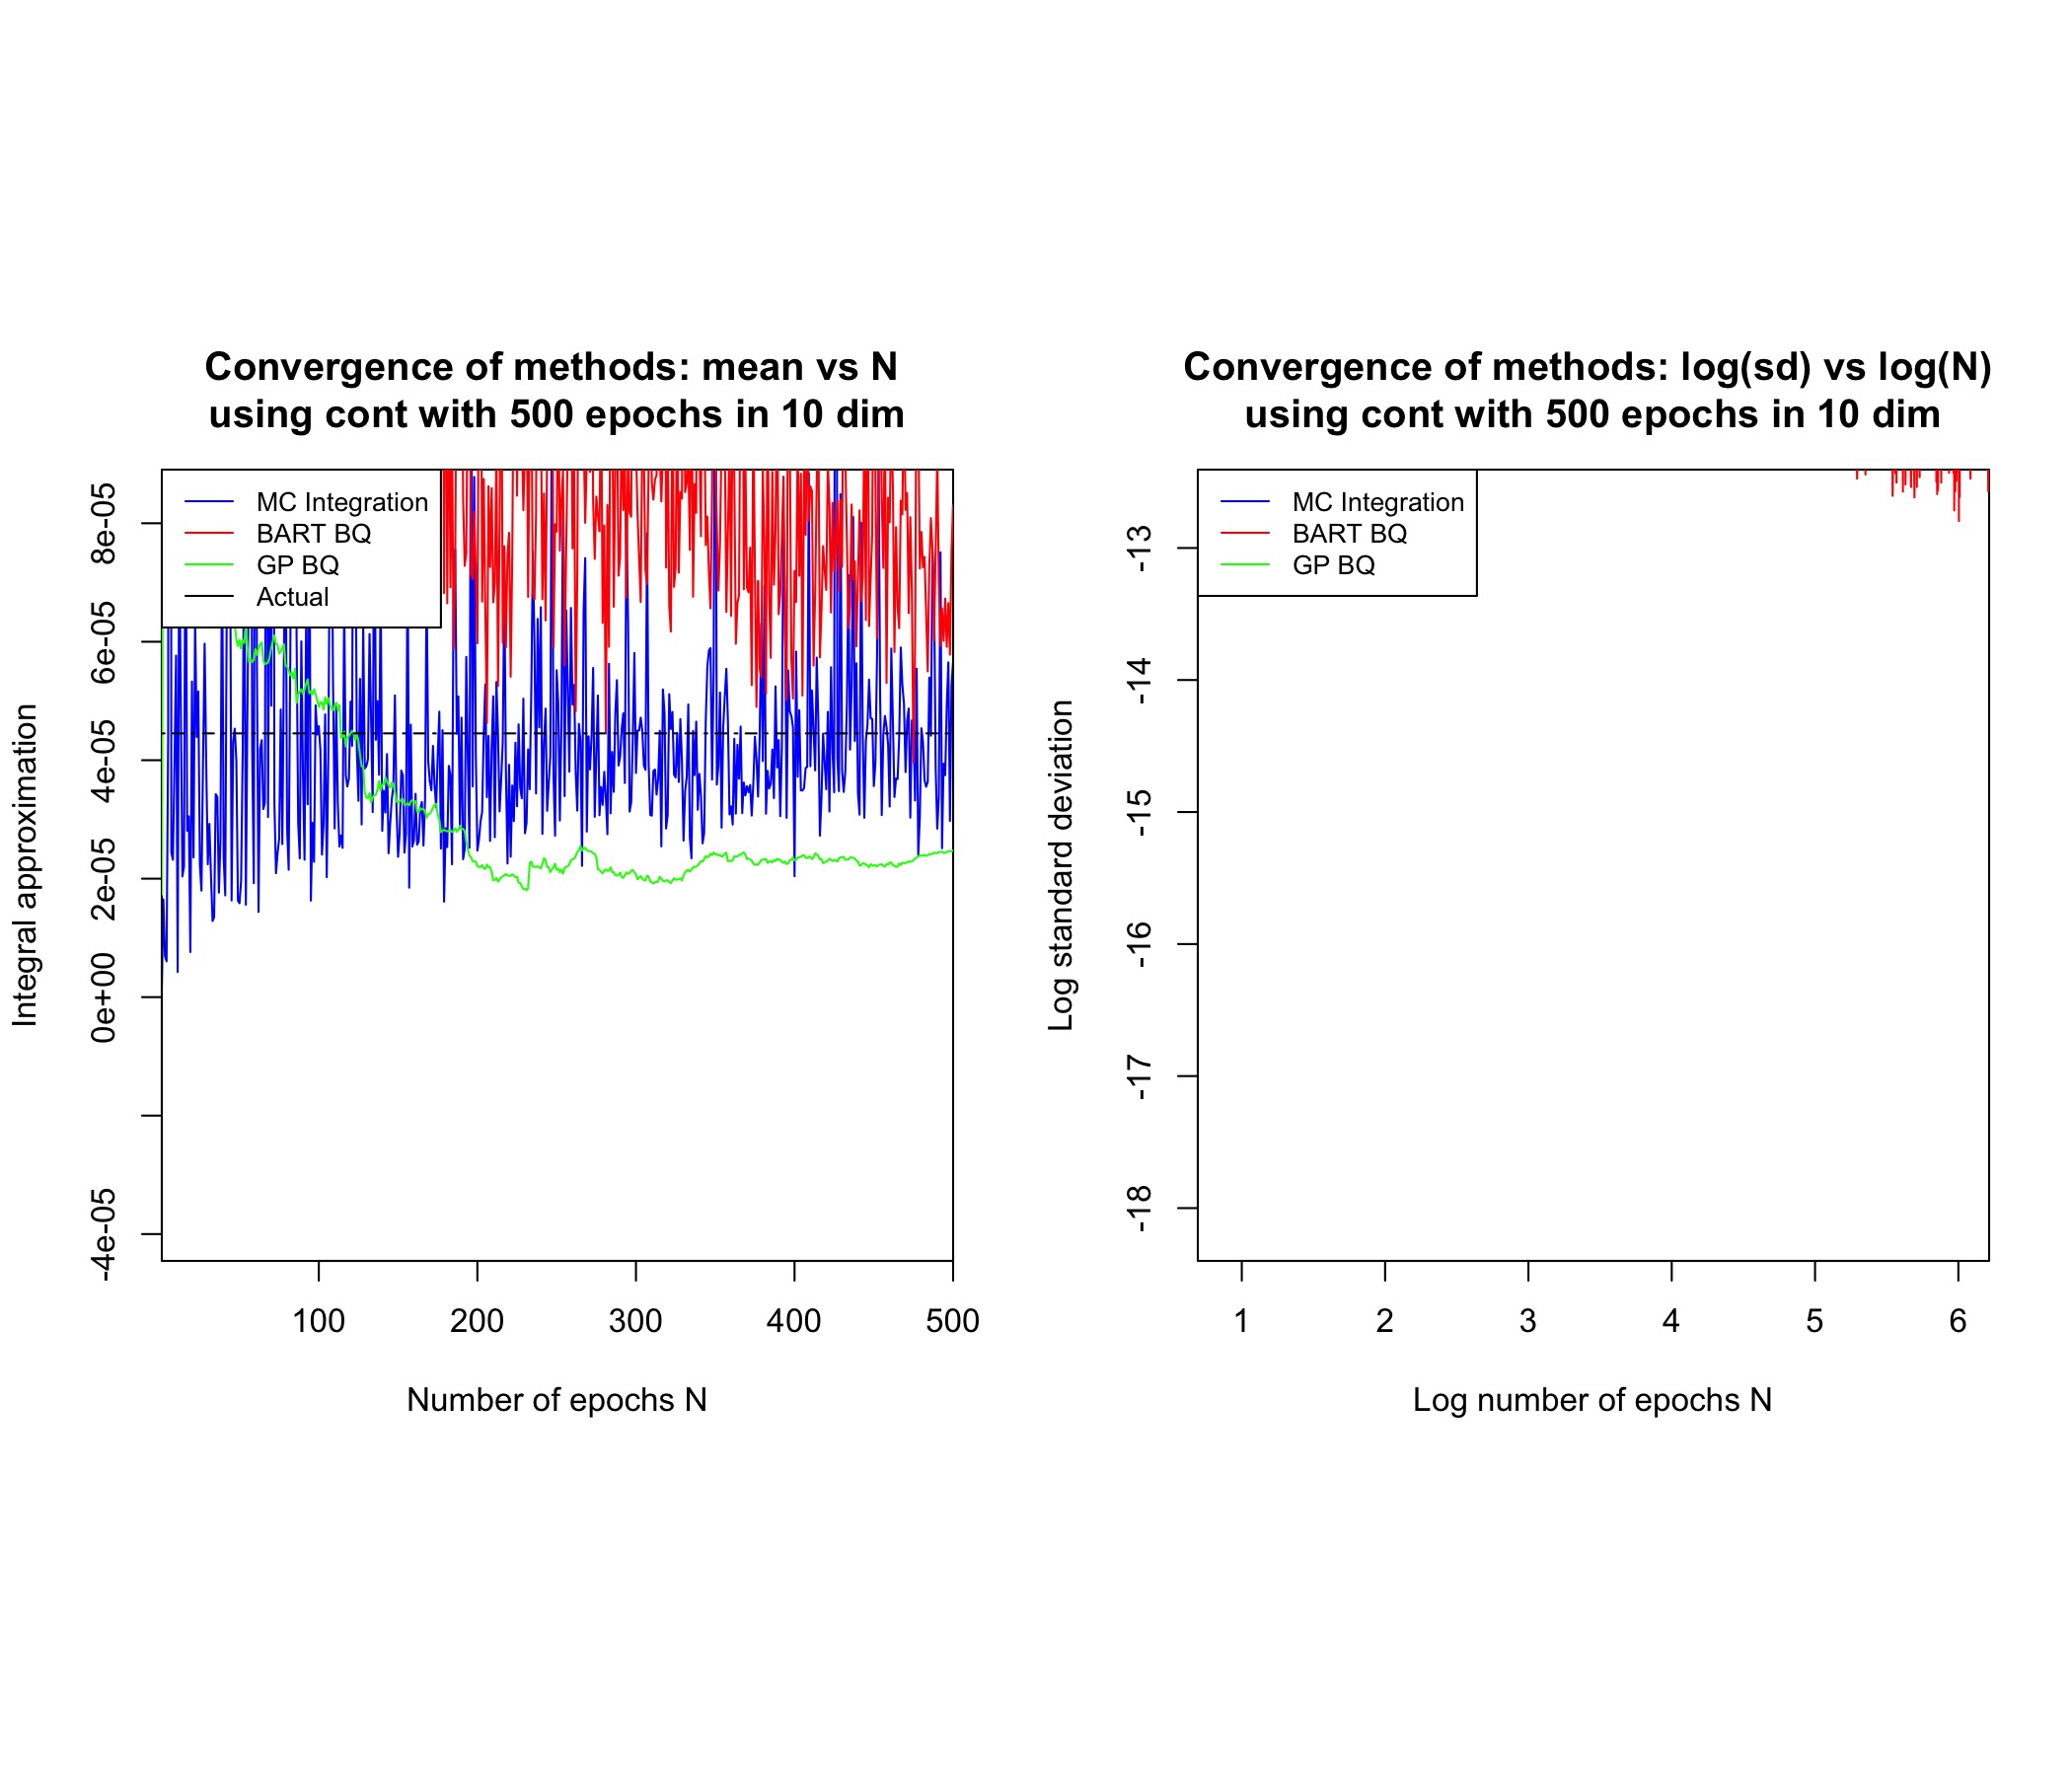 Convergence of methods: mean vs N
using cont with 500 epochs in 10 dim
MC Integration
BART BQ
GP BQ
Actual
Integral approximation
8e-05
6e-05
4e-05
2e-05
0e+00
-4e-05
100
200
300
400
500
Number of epochs N
Convergence of methods: log(sd) vs log(N)
using cont with 500 epochs in 10 dim
MC Integration
BART BQ
GP BQ
Log standard deviation
-13
-14
-15
-16
-17
-18
1
2
3
4
5
6
Log number of epochs N